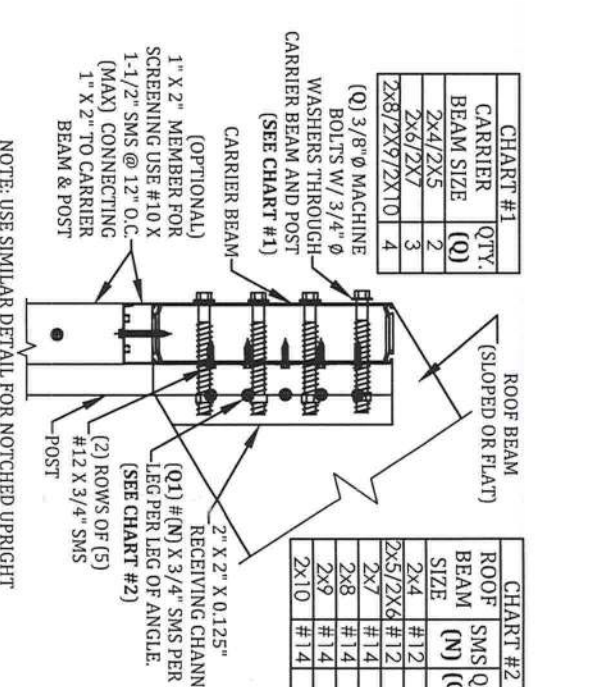 CHART #1
CARRIER BEAM SIZE QTY. (Q)
2x4/2X5 2
2x6/2X7 3
2x8/2X9/2X10 4
(Q) 3/8"Ø MACHINE
BOLTS W/ 3/4" Ø
WASHERS THROUGH
CARRIER BEAM AND POST
(SEE CHART #1)
CARRIER BEAM
(OPTIONAL)
1" X 2" MEMBER FOR
SCREENING USE #10 X
1-1/2" SMS @ 12" O.C.
(MAX) CONNECTING
1" X 2" TO CARRIER
BEAM & POST
ROOF BEAM
(SLOPED OR FLAT)
2" X 2" X 0.125"
RECEIVING
(Q1) #(N) X 3/4" SMS PER
LEG PER LEG OF ANGLE.
(SEE CHART #2)
(2) ROWS OF (5)
#12 X 3/4" SMS
POST
CHART #2
ROOF BEAM SIZE SMS (N)
2x4 #12
2x5/2X6 #12
2x7 #14
2x8 #14
2x9 #14
2x10 #14
NOTE: USE SIMILAR DETAIL FOR NOTCHED UPRIGHT